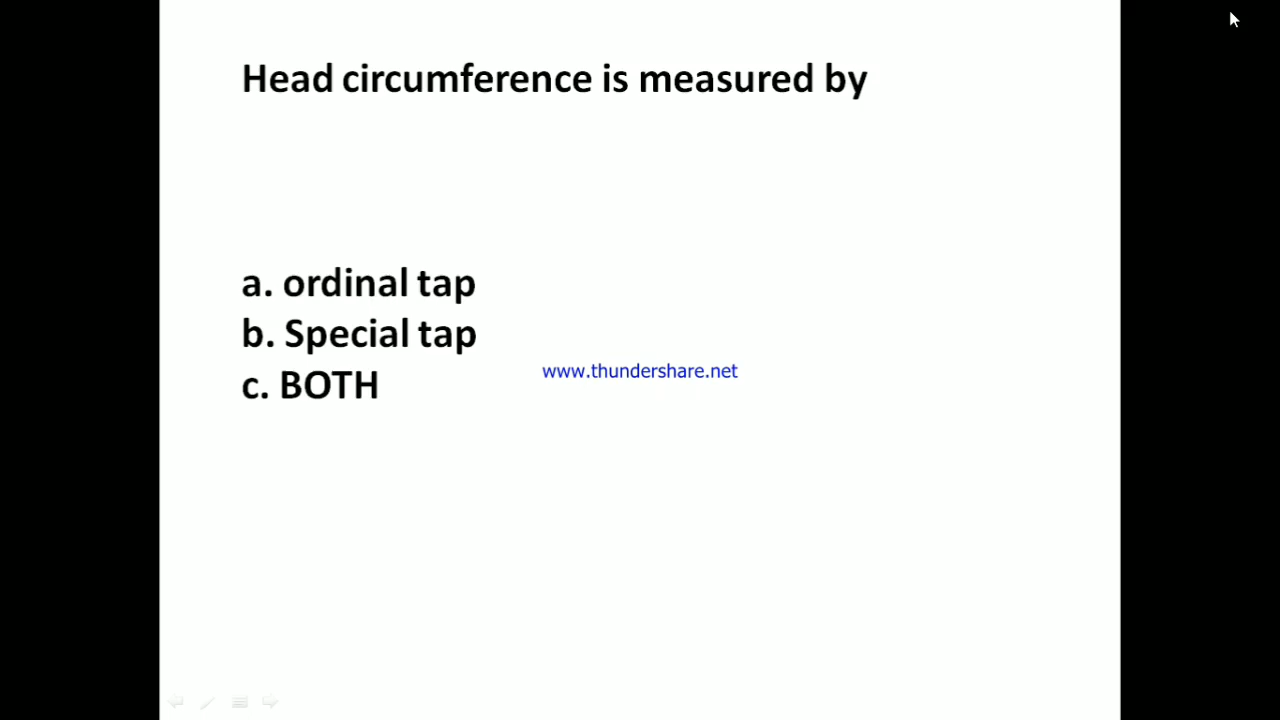 Head circumference is measured by
a. ordinal tap
b. Special tap
c. BOTH
www.thundershare.net